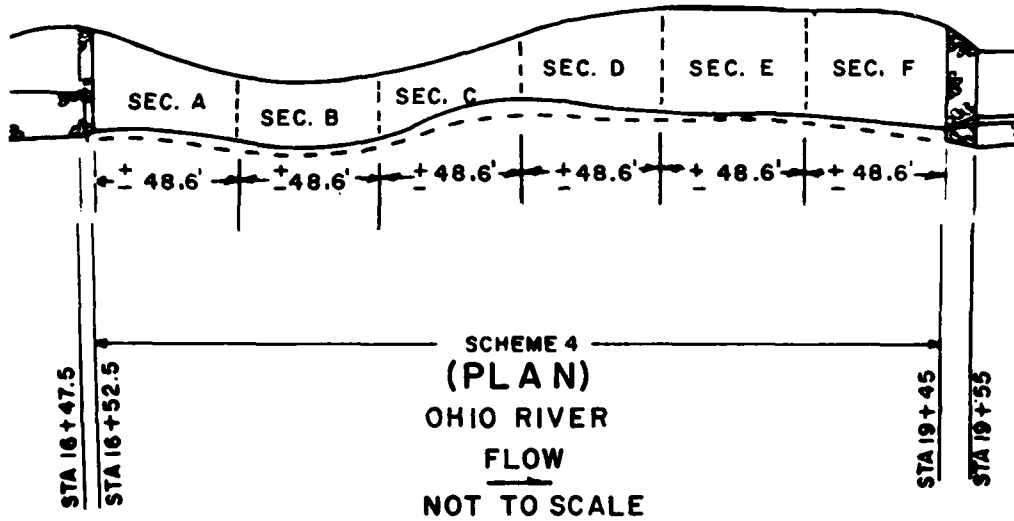 SEC. A
SEC. B
SEC. C
SEC. D
SEC. E
SEC. F
± 48.6'
± 48.6'
± 48.6'
± 48.6'
± 48.6'
± 48.6'
STA 16+47.5
STA 16+52.5
SCHEME 4
(PLAN)
OHIO RIVER
FLOW
NOT TO SCALE
STA 19+45
STA 19+55